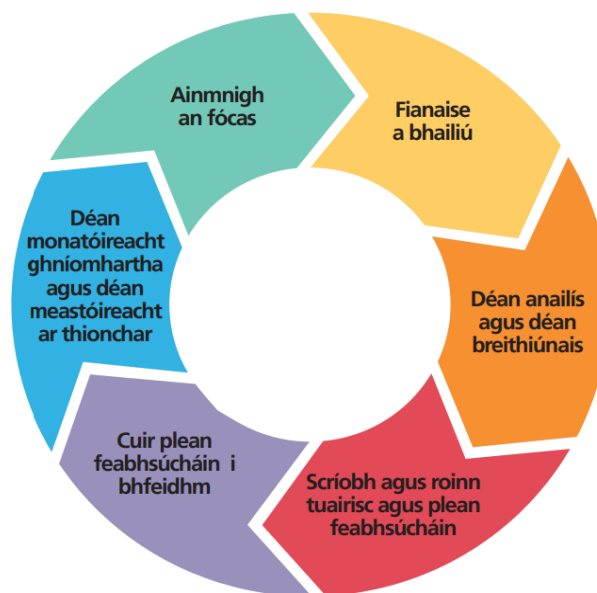 Ainmnigh
an fócas
Fianaise
a bhailiú
Déan anailís
agus déan
breithiúnais
Scríobh agus roinn
tuairisc agus plean
feabhsúcháin
Cuir plean
feabhsúcháin i
bhfeidhm
Déan
monatóireacht
ghníomhartha
agus déan
meastóireacht
ar thionchar